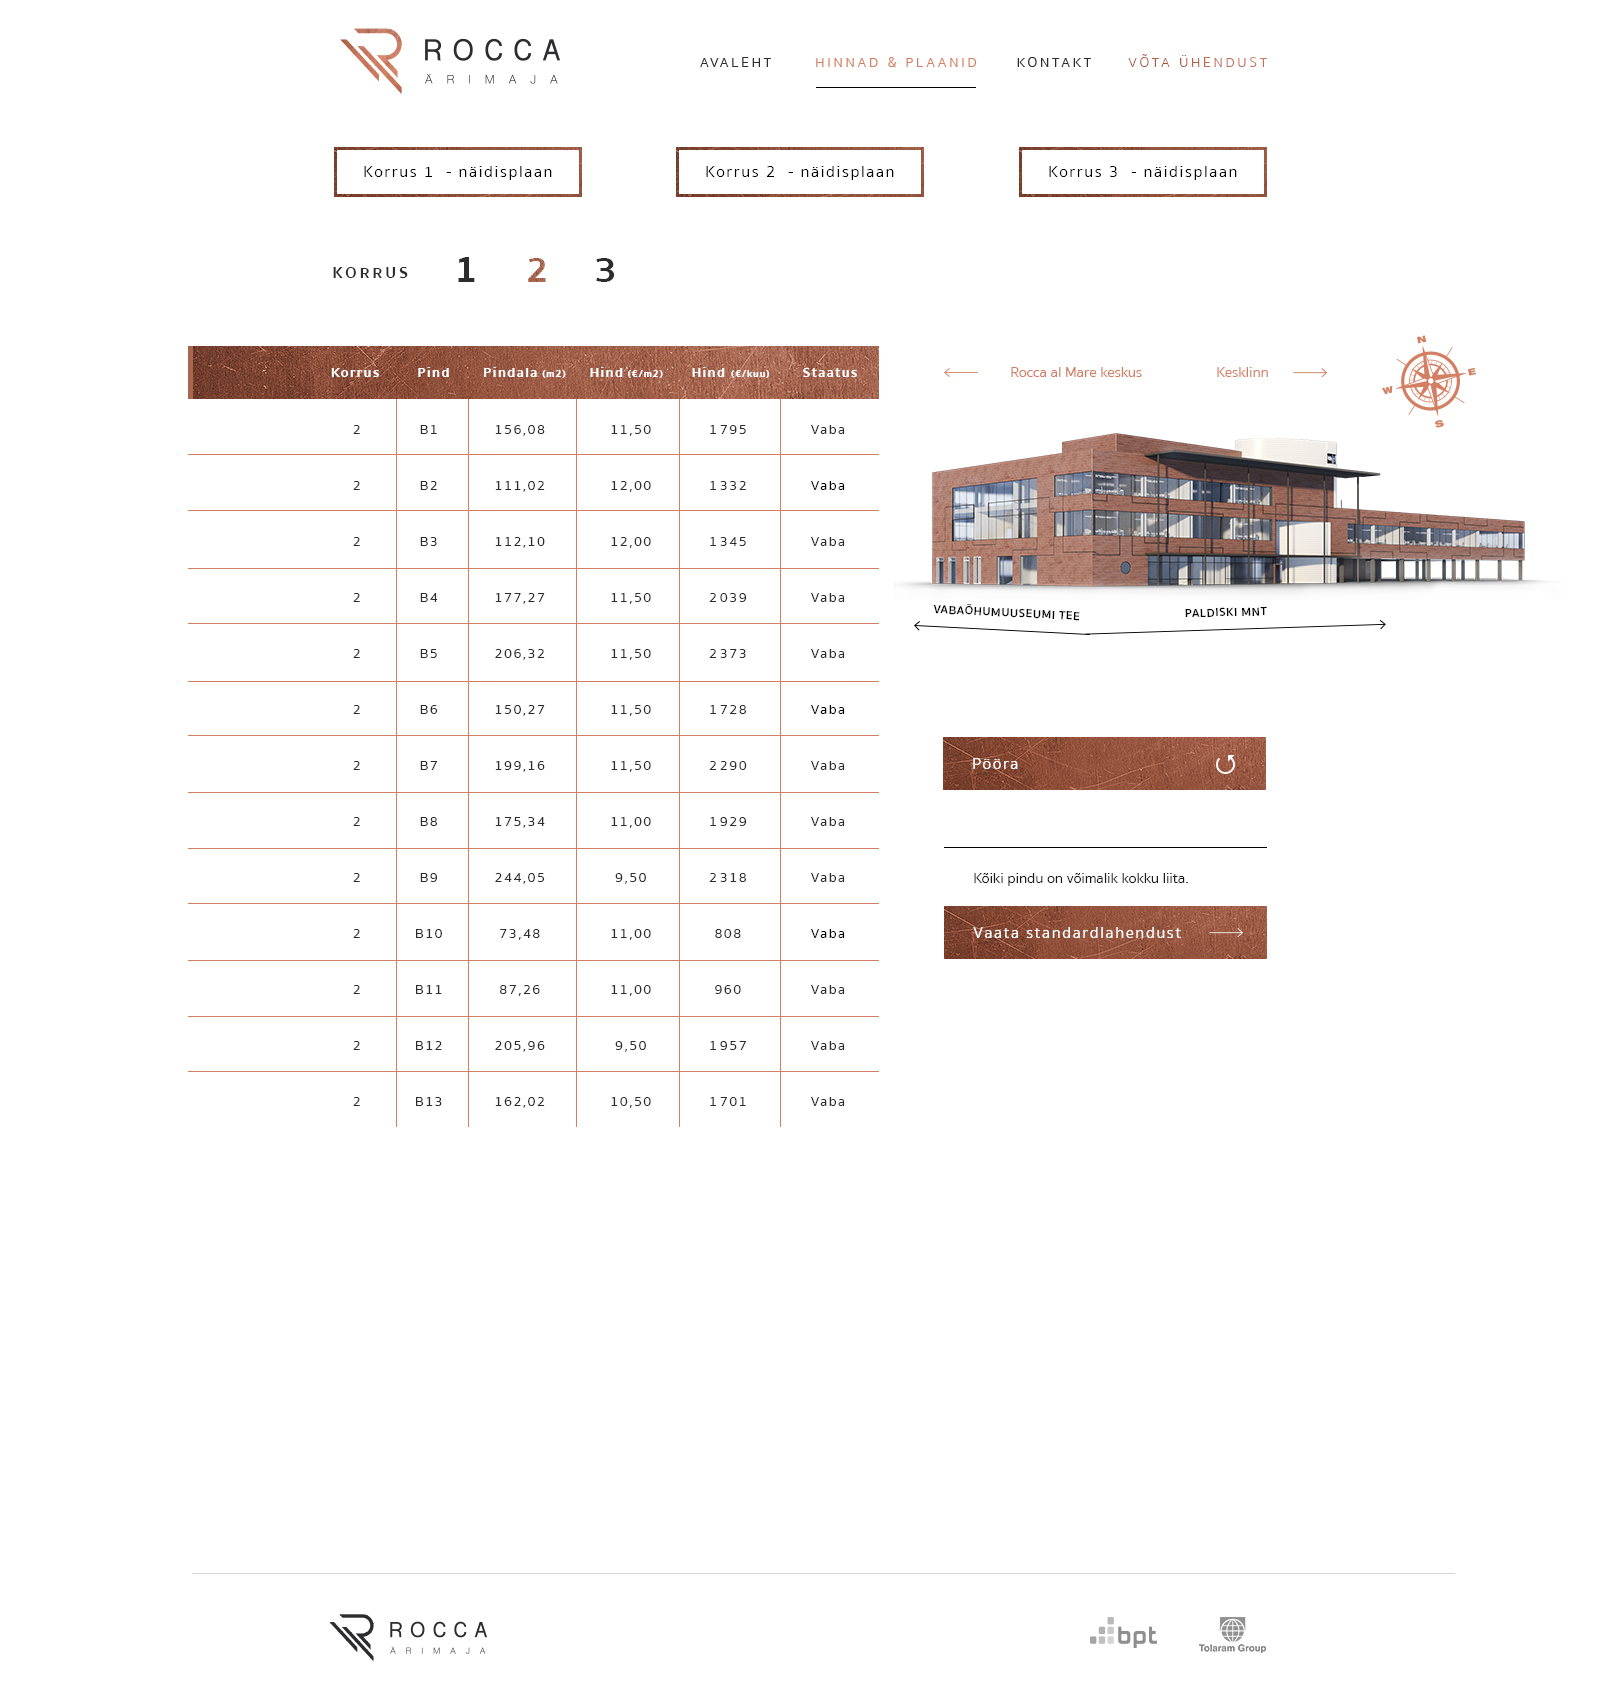 ROCCA
ÄRIMAJA
AVALEHT HINNAD & PLAANID KONTAKT VÕTA ÜHENDUST
Korrus 1 - näidisplaan
Korrus 2 - näidisplaan
Korrus 3 - näidisplaan
KORRUS 1 2 3
Korrus Pind Pindala (m2) Hind (€/m2) Hind (€/kuu) Staatus
2 B1 156,08 11,50 1795 Vaba
2 B2 111,02 12,00 1332 Vaba
2 B3 112,10 12,00 1345 Vaba
2 B4 177,27 11,50 2039 Vaba
2 B5 206,32 11,50 2373 Vaba
2 B6 150,27 11,50 1728 Vaba
2 B7 199,16 11,50 2290 Vaba
2 B8 175,34 11,00 1929 Vaba
2 B9 244,05 9,50 2318 Vaba
2 B10 73,48 11,00 808 Vaba
2 B11 87,26 11,00 960 Vaba
2 B12 205,96 9,50 1957 Vaba
2 B13 162,02 10,50 1701 Vaba
Rocca al Mare keskus Kesklinn
N
E
W
S
VABAÕHUMUUSEUMI TEE PALDISKI MNT
Pööra
Kõiki pindu on võimalik kokku liita.
Vaata standardlahendust
ROCCA
ÄRIMAJA
bpt
Tolaram Group